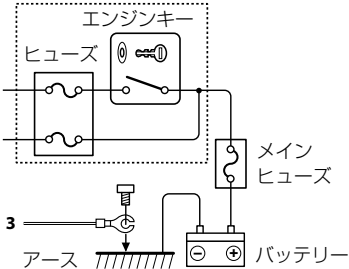 エンジンキー
ヒューズ
メイン
ヒューズ
3
アース
バッテリー